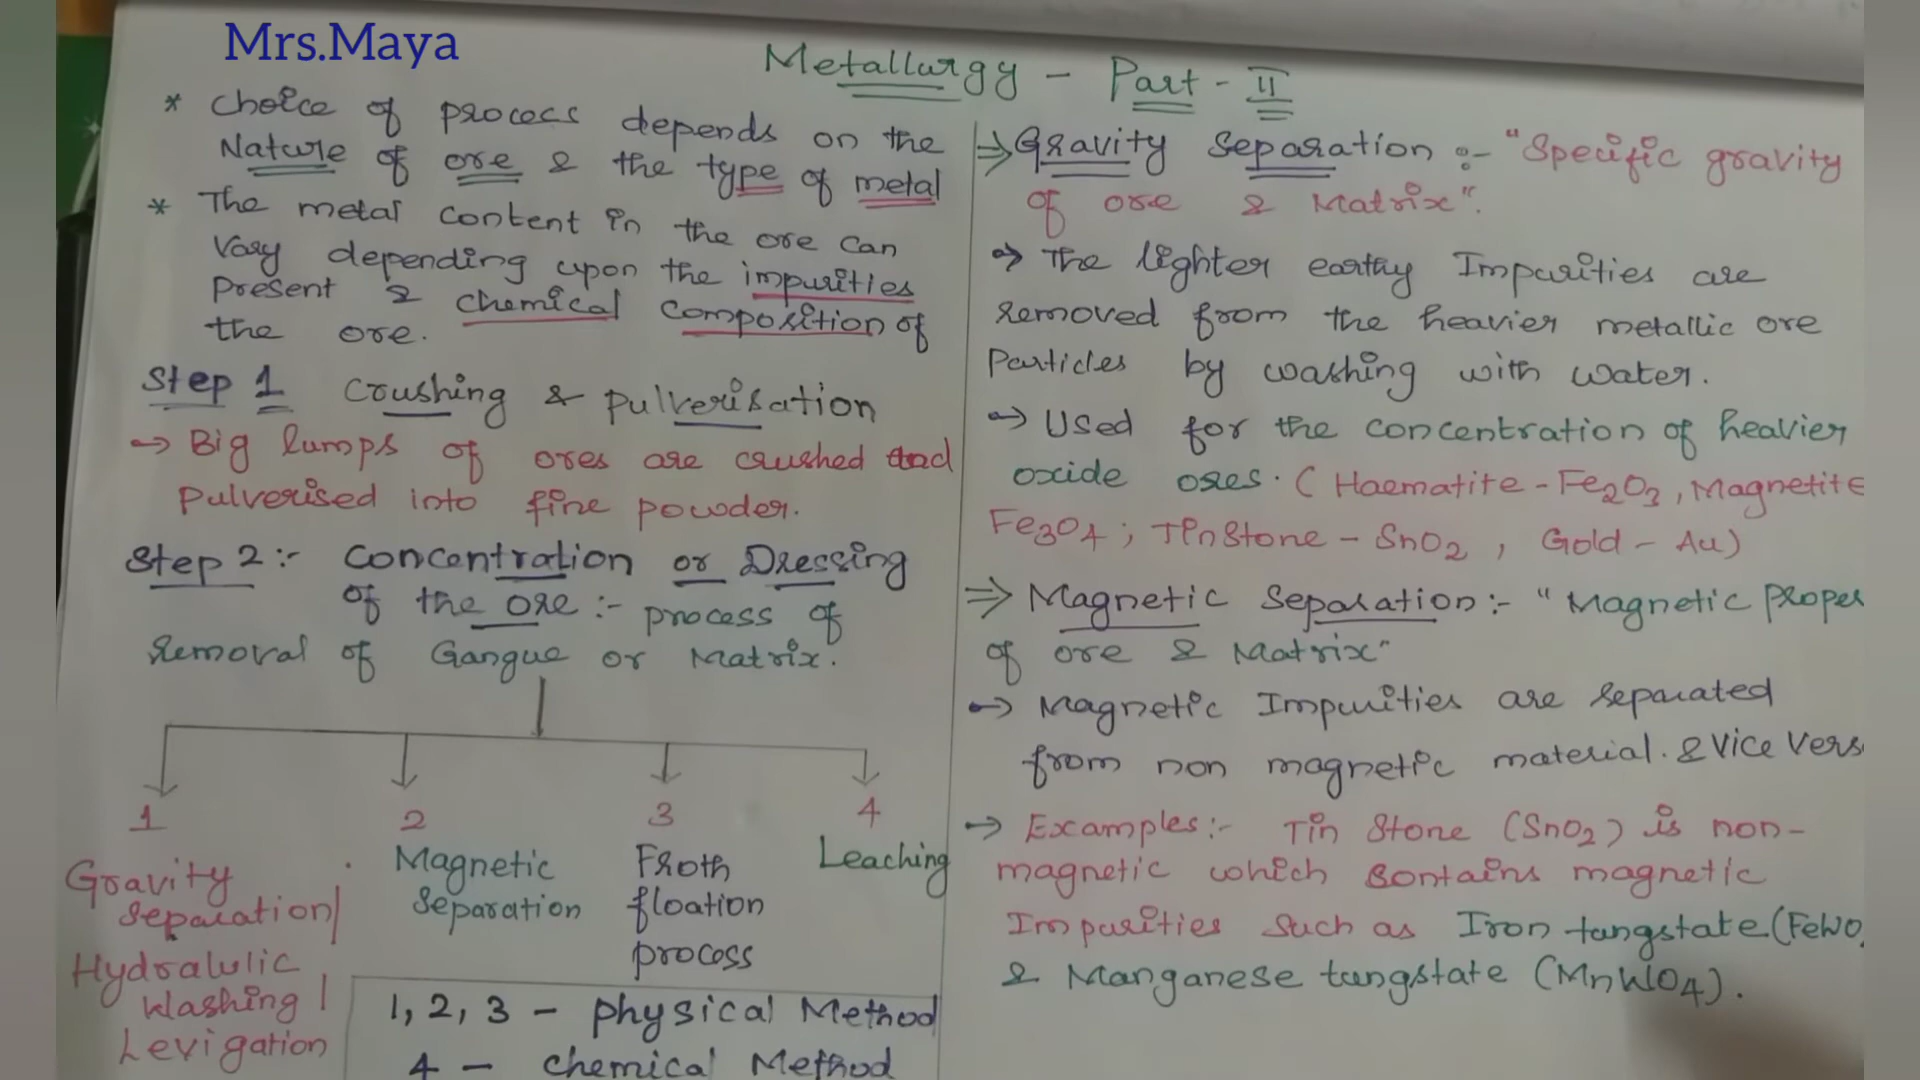 Mrs.Maya
Metallurgy - Part - II
* Choice of process depends on the
Nature of ore & the type of metal
* The metal content in the ore can
vary depending upon the impurities
present & chemical composition of
the ore.
Step 1 Crushing & pulverisation
→ Big lumps of ores are crushed and
pulverised into fine powder.
Step 2:- Concentration or Dressing
of the ore :- process of
removal of Gangue or Matrix.
1 2 3 4
Gravity
Separation/
Hydralulic
Washing /
Levigation
Magnetic
Separation
Froth
floation
process
Leaching
1, 2, 3 - physical Method
4 - chemical Method
⇒ Gravity Separation :- "Specific gravity
of ore & Matrix".
→ The lighter earthy Impurities are
removed from the heavier metallic ore
Particles by washing with water.
→ Used for the concentration of heavier
oxide ores. (Haematite - Fe2O3, Magnetite
Fe3O4; Tin Stone - SnO2, Gold - Au)
⇒ Magnetic Separation :- "Magnetic proper
of ore & Matrix"
→ Magnetic Impurities are separated
from non magnetic material. & vice vers
→ Examples:- Tin Stone (SnO2) is non-
magnetic which contains magnetic
Impurities such as Iron tungstate (FeWO
& Manganese tungstate (MnWO4).